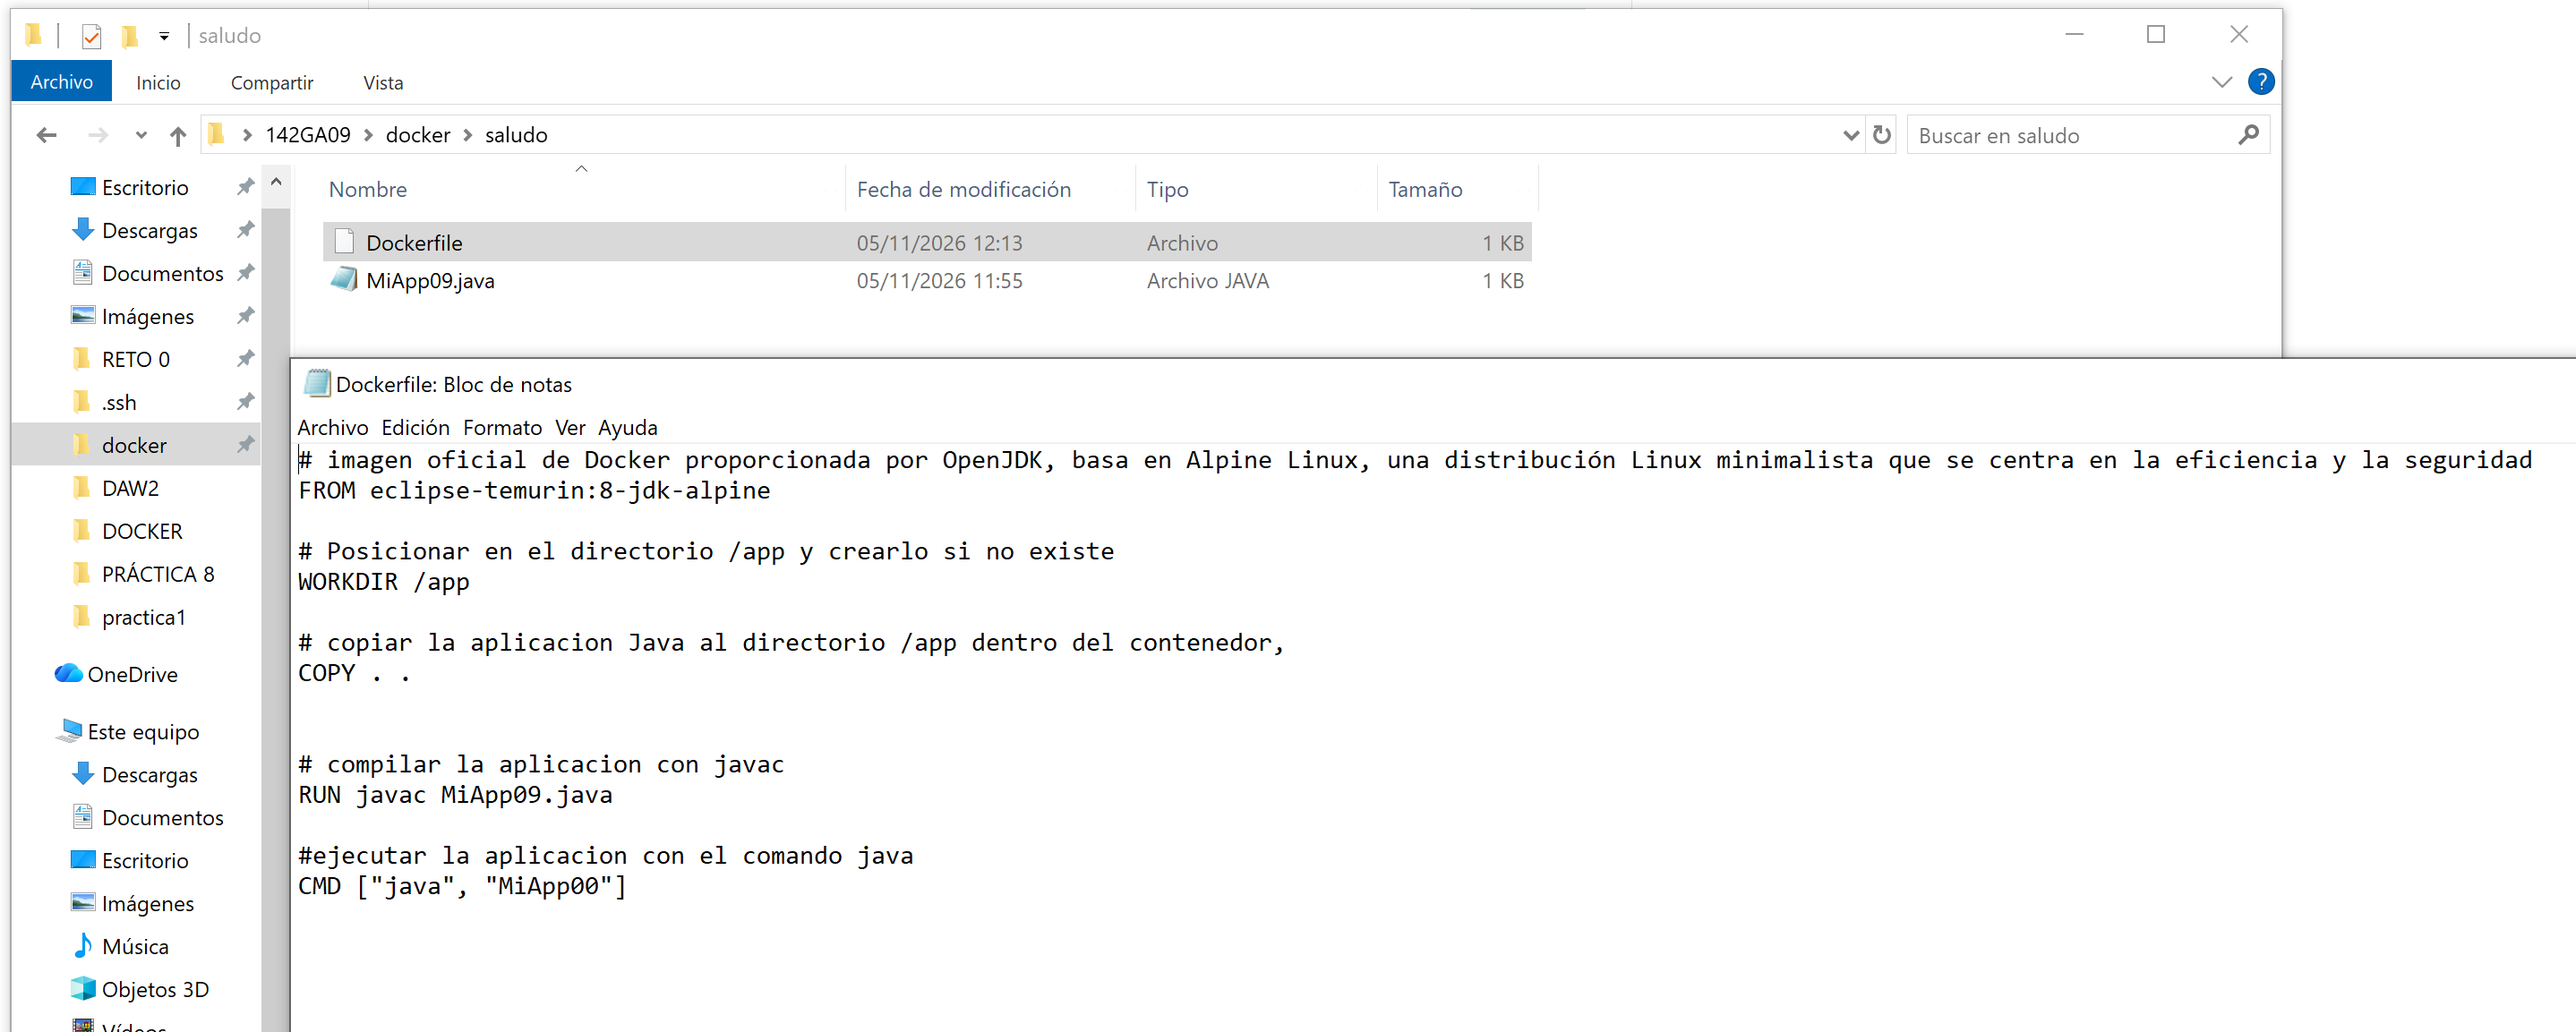 saludo
Archivo Inicio Compartir Vista
142GA09 docker saludo
Buscar en saludo
Escritorio
Descargas
Documentos
Imágenes
RETO 0
.ssh
docker
DAW2
DOCKER
PRÁCTICA 8
practica1
OneDrive
Este equipo
Descargas
Documentos
Escritorio
Imágenes
Música
Objetos 3D
Vídeos
Nombre Fecha de modificación Tipo Tamaño
Dockerfile 05/11/2026 12:13 Archivo 1 KB
MiApp09.java 05/11/2026 11:55 Archivo JAVA 1 KB
Dockerfile: Bloc de notas
Archivo Edición Formato Ver Ayuda
# imagen oficial de Docker proporcionada por OpenJDK, basa en Alpine Linux, una distribución Linux minimalista que se centra en la eficiencia y la seguridad
FROM eclipse-temurin:8-jdk-alpine
# Posicionar en el directorio /app y crearlo si no existe
WORKDIR /app
# copiar la aplicacion Java al directorio /app dentro del contenedor,
COPY . .
# compilar la aplicacion con javac
RUN javac MiApp09.java
#ejecutar la aplicacion con el comando java
CMD ["java", "MiApp00"]